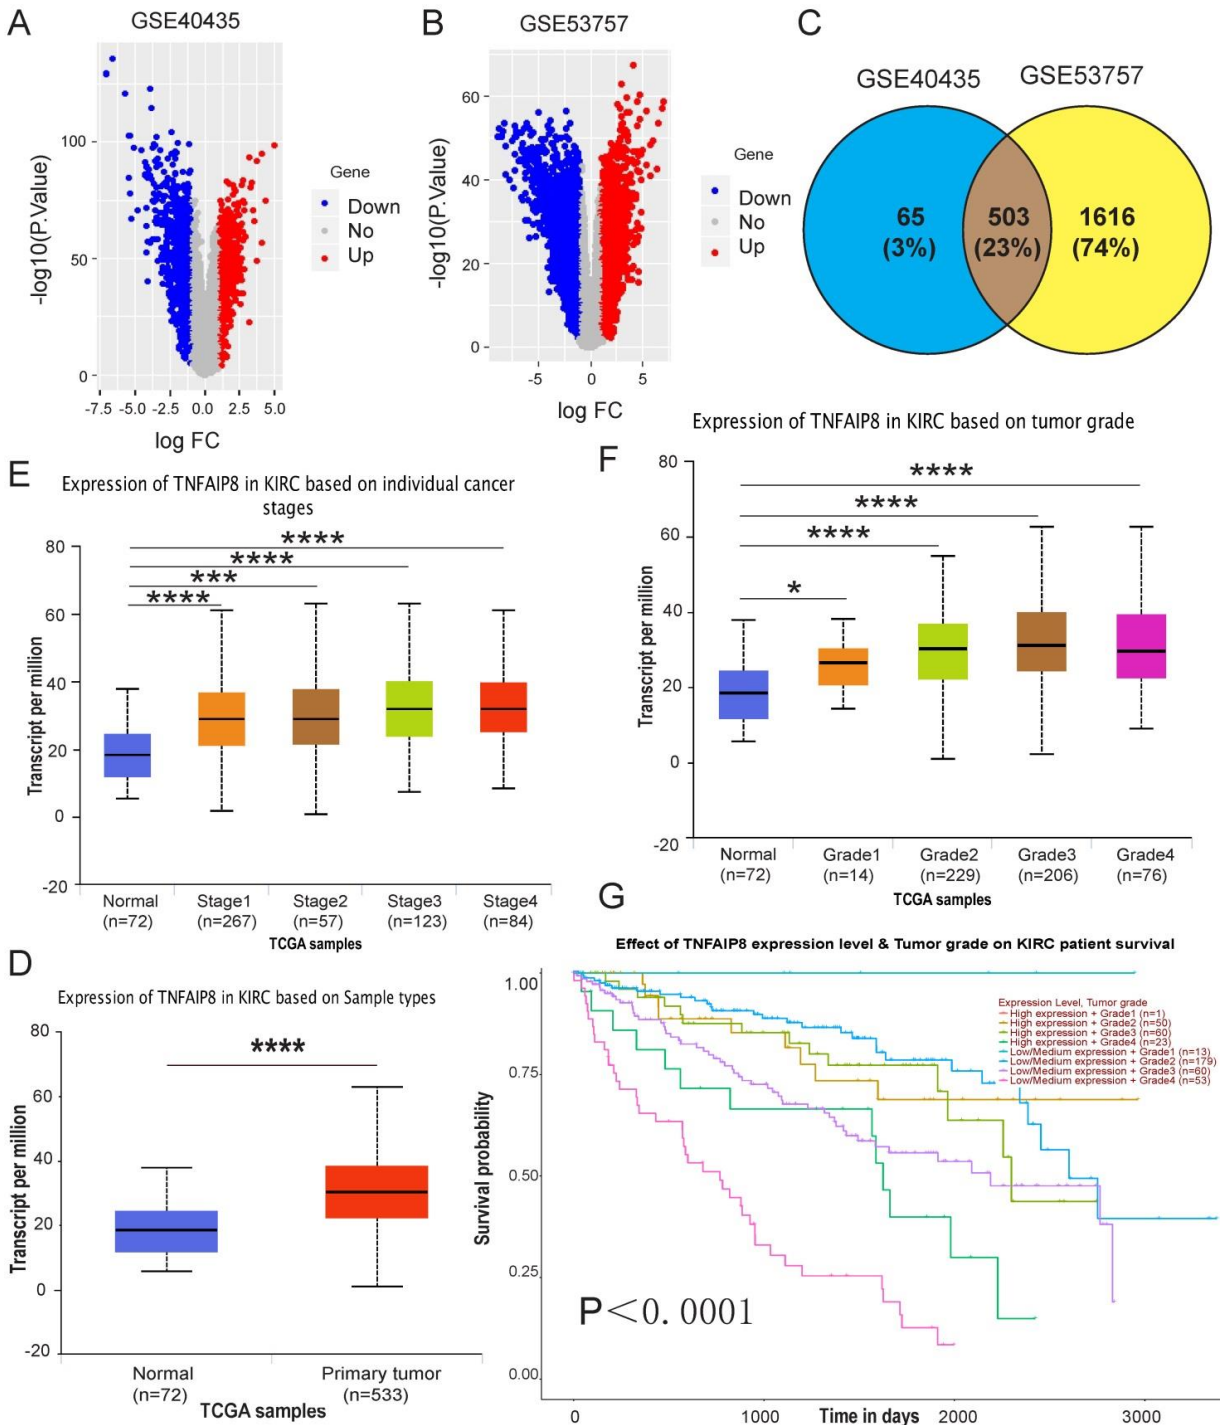 A
GSE40435
-log10(P.Value)
100
50
0
-7.5 -5.0 -2.5 0.0 2.5 5.0
log FC
Gene
Down
No
Up
B
GSE53757
-log10(P.Value)
60
40
20
0
-5 0 5
log FC
Gene
Down
No
Up
C
GSE40435
GSE53757
65
(3%)
503
(23%)
1616
(74%)
E
Expression of TNFAIP8 in KIRC based on individual cancer
stages
Transcript per million
80
60
40
20
0
-20
****
****
***
****
Normal
(n=72)
Stage1
(n=267)
Stage2
(n=57)
Stage3
(n=123)
Stage4
(n=84)
TCGA samples
F
Expression of TNFAIP8 in KIRC based on tumor grade
Transcript per million
80
60
40
20
0
-20
****
****
****
*
Normal
(n=72)
Grade1
(n=14)
Grade2
(n=229)
Grade3
(n=206)
Grade4
(n=76)
TCGA samples
D
Expression of TNFAIP8 in KIRC based on Sample types
Transcript per million
80
60
40
20
0
-20
****
Normal
(n=72)
Primary tumor
(n=533)
TCGA samples
G
Effect of TNFAIP8 expression level & Tumor grade on KIRC patient survival
Survival probability
1.00
0.75
0.50
0.25
0.00
Expression Level, Tumor grade
High expression + Grade1 (n=1)
High expression + Grade2 (n=50)
High expression + Grade3 (n=60)
High expression + Grade4 (n=23)
Low/Medium expression + Grade1 (n=13)
Low/Medium expression + Grade2 (n=179)
Low/Medium expression + Grade3 (n=60)
Low/Medium expression + Grade4 (n=53)
P<0.0001
0 1000 2000 3000
Time in days